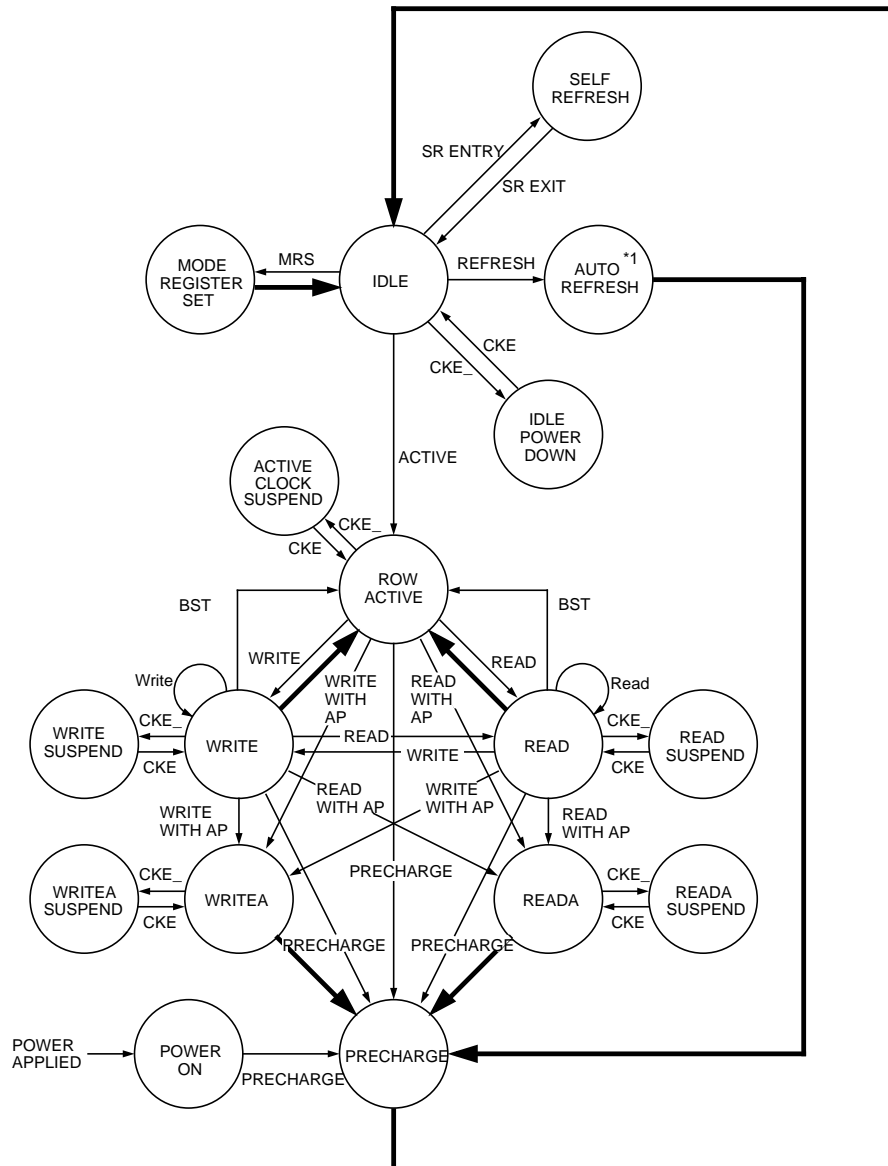 SELF
REFRESH
SR ENTRY
SR EXIT
MODE
REGISTER
SET
MRS
IDLE
REFRESH
AUTO *1
REFRESH
CKE
CKE_
IDLE
POWER
DOWN
ACTIVE
ACTIVE
CLOCK
SUSPEND
CKE_
CKE
ROW
ACTIVE
BST
BST
WRITE
READ
WRITE
WITH
AP
READ
WITH
AP
Write
Read
WRITE
SUSPEND
CKE_
CKE
WRITE
READ
WRITE
READ
CKE_
CKE
READ
SUSPEND
WRITE
WITH AP
READ
WITH AP
WRITE
WITH AP
READ
WITH AP
WRITEA
SUSPEND
CKE_
CKE
WRITEA
PRECHARGE
READA
CKE_
CKE
READA
SUSPEND
PRECHARGE
PRECHARGE
POWER
APPLIED
POWER
ON
PRECHARGE
PRECHARGE